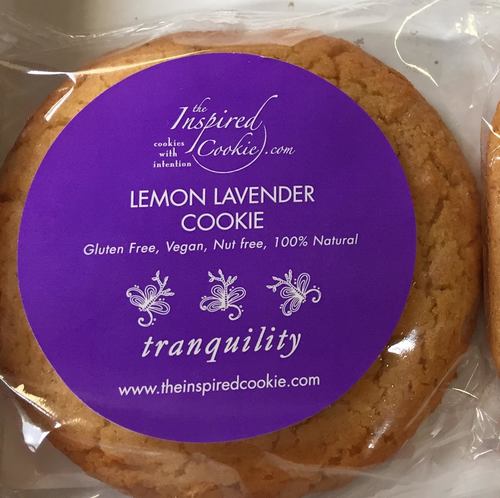 the
Inspired
Cookie.com
cookies
with
intention
LEMON LAVENDER
COOKIE
Gluten Free, Vegan, Nut free, 100% Natural
tranquility
www.theinspiredcookie.com